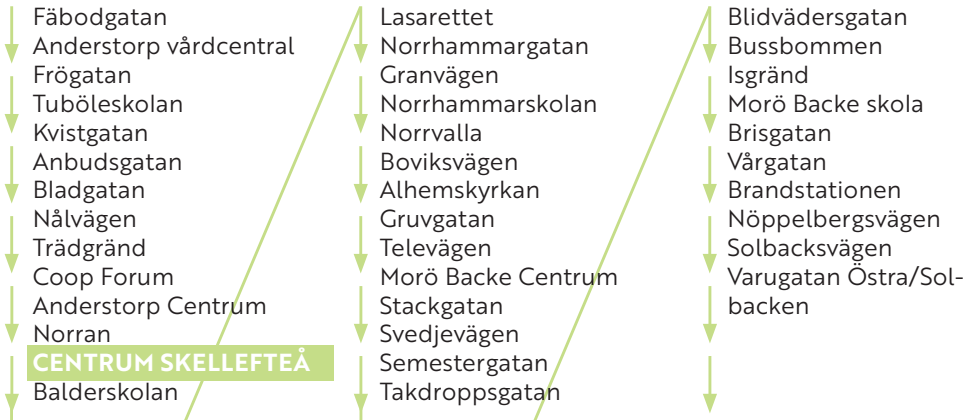 Fäbodgatan
Anderstorp vårdcentral
Frögatan
Tuböleskolan
Kvistgatan
Anbudsgatan
Bladgatan
Nålvägen
Trädgränd
Coop Forum
Anderstorp Centrum
Norran
CENTRUM SKELLEFTEÅ
Balderskolan
Lasarettet
Norrhammargatan
Granvägen
Norrhammarskolan
Norrvalla
Boviksvägen
Alhemskyrkan
Gruvgatan
Televägen
Morö Backe Centrum
Stackgatan
Svedjevägen
Semestergatan
Takdroppsgatan
Blidvädersgatan
Bussbommen
Isgränd
Morö Backe skola
Brisgatan
Vårgatan
Brandstationen
Nöppelbergsvägen
Solbacksvägen
Varugatan Östra/Sol-
backen